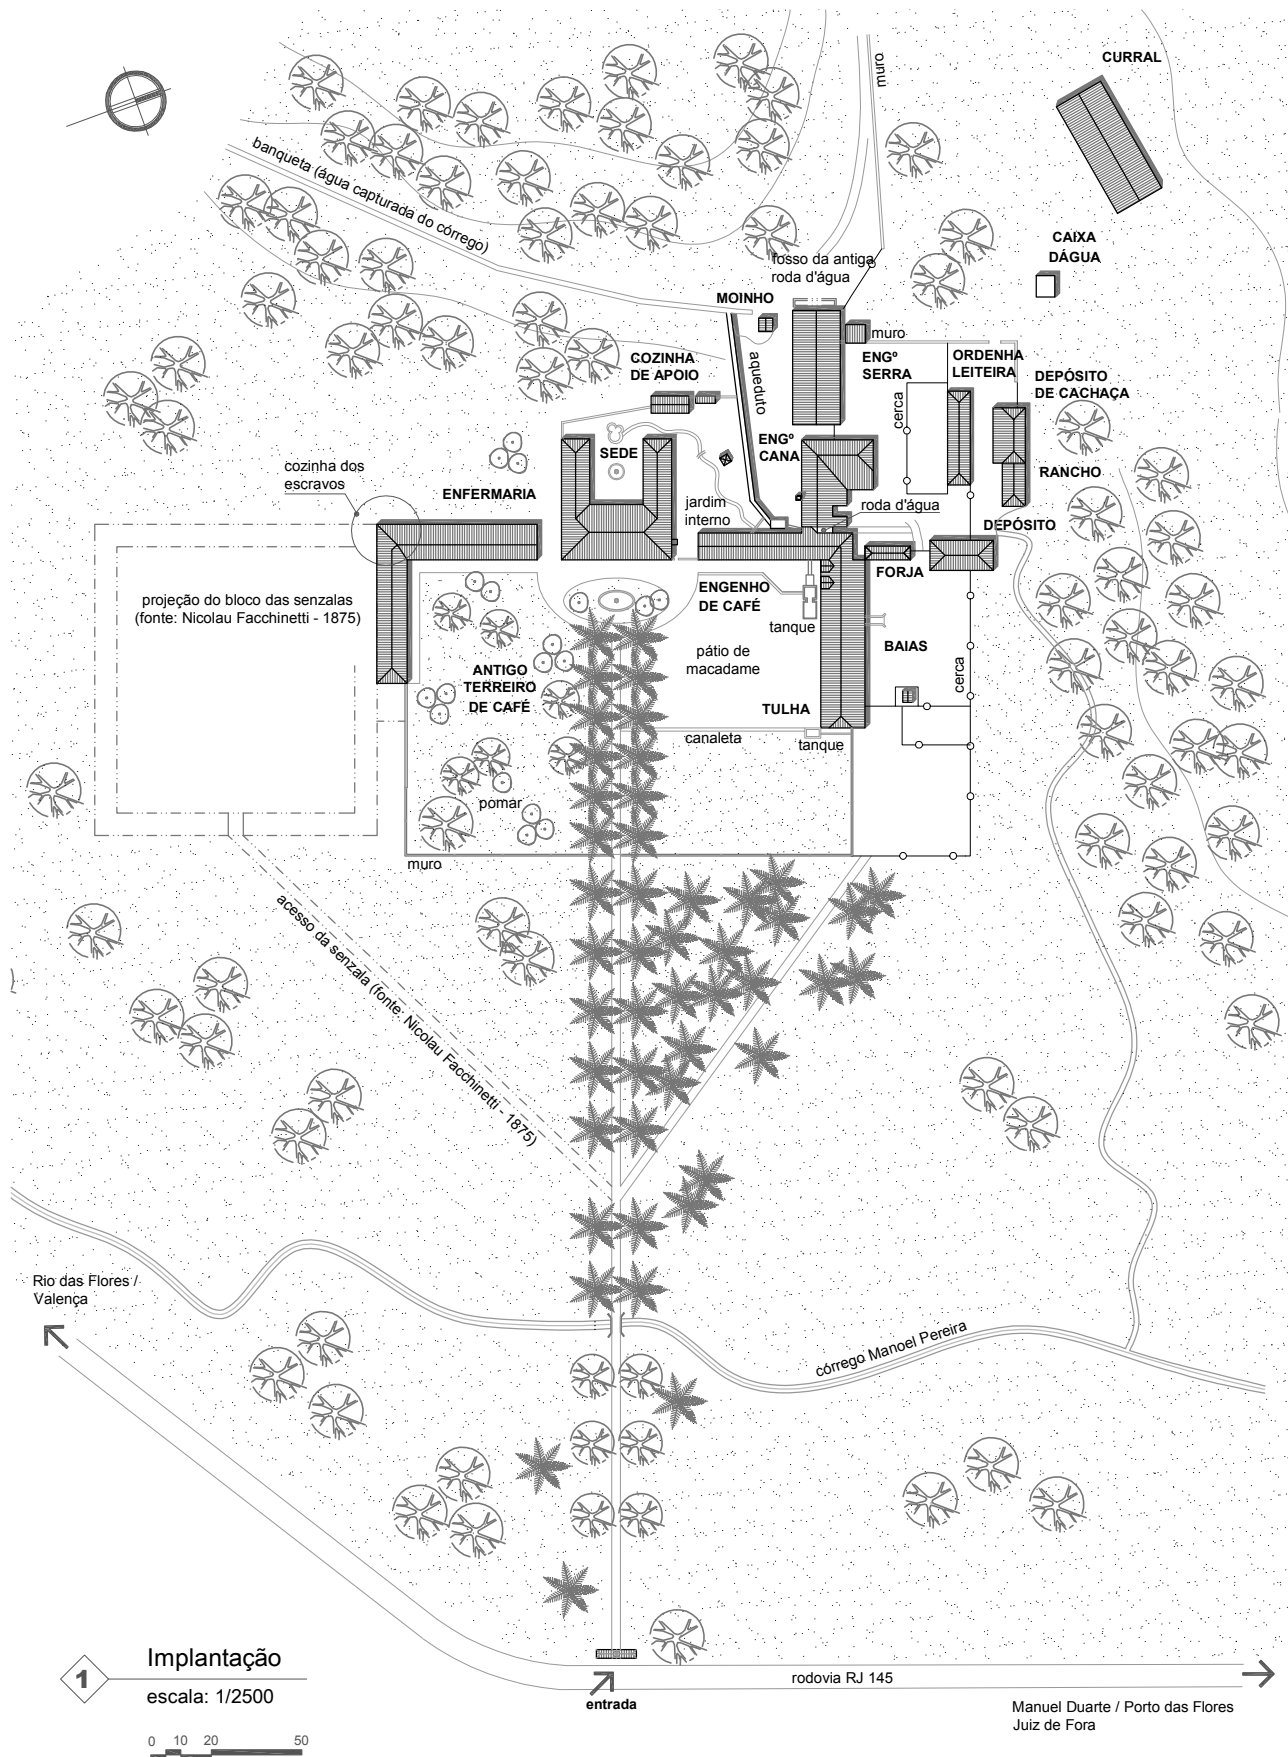 CURRAL
muro
banqueta (água capturada do córrego)
CAIXA
DÁGUA
fosso da antiga
roda d'água
MOINHO
muro
COZINHA
DE APOIO
aqueduto
ENGº
SERRA
ORDENHA
LEITEIRA
DEPÓSITO
DE CACHAÇA
cerca
SEDE
ENGº
CANA
cozinha dos
escravos
RANCHO
ENFERMARIA
jardim
interno
roda d'água
DEPÓSITO
FORJA
ENGENHO
DE CAFÉ
projeção do bloco das senzalas
(fonte: Nicolau Facchinetti - 1875)
tanque
pátio de
macadame
BAIAS
cerca
ANTIGO
TERREIRO
DE CAFÉ
TULHA
canaleta
tanque
pomar
muro
acesso da senzala (fonte: Nicolau Facchinetti - 1875)
Rio das Flores /
Valença
córrego Manoel Pereira
1
Implantação
escala: 1/2500
0 10 20 50
entrada
rodovia RJ 145
Manuel Duarte / Porto das Flores
Juiz de Fora